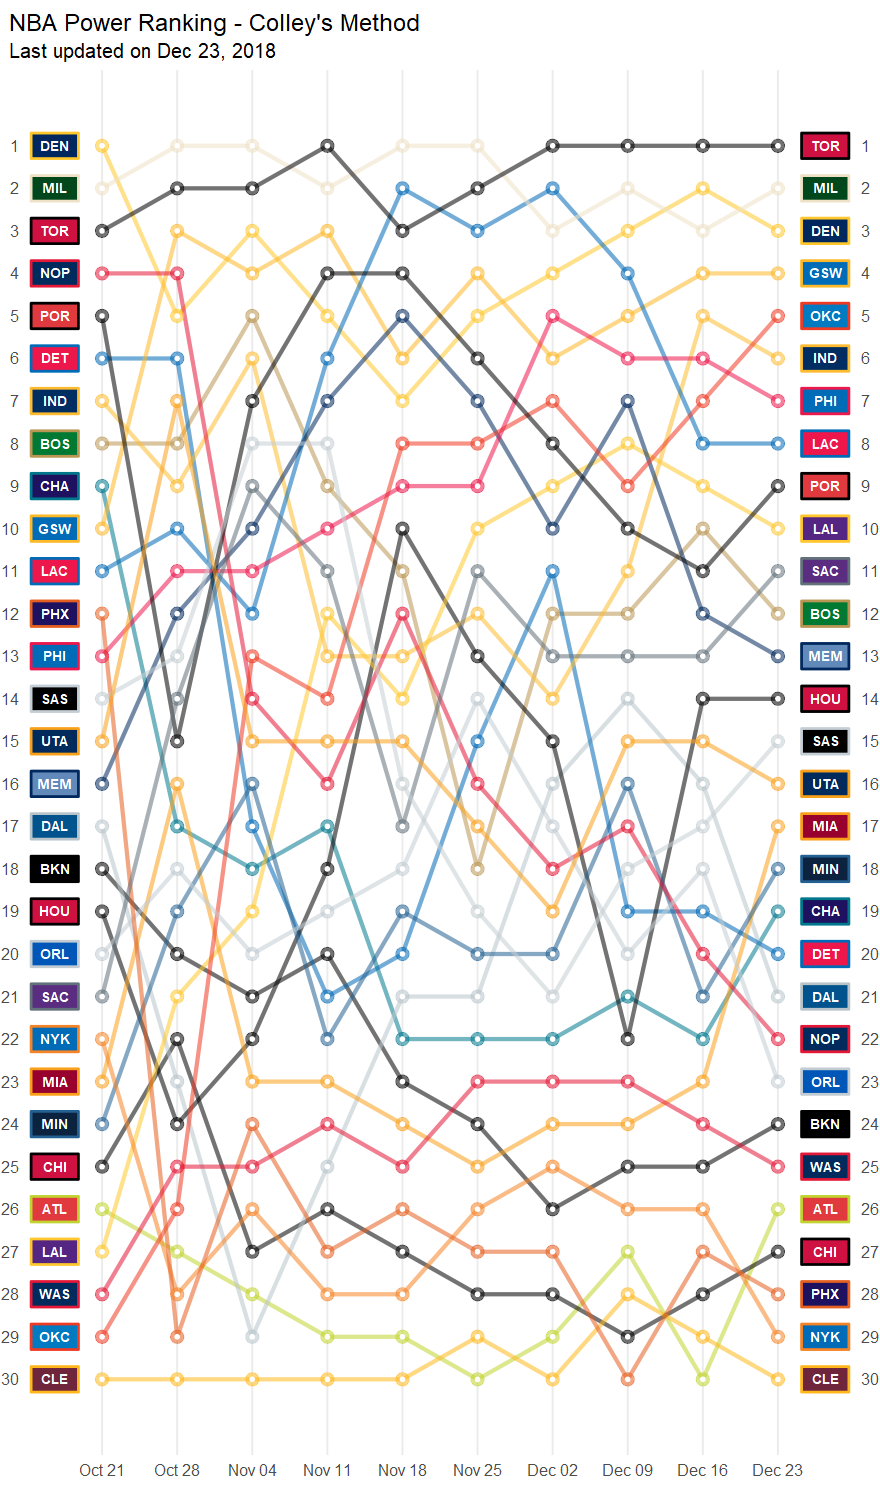 NBA Power Ranking - Colley's Method
Last updated on Dec 23, 2018
1 DEN TOR 1
2 MIL MIL 2
3 TOR DEN 3
4 NOP GSW 4
5 POR OKC 5
6 DET IND 6
7 IND PHI 7
8 BOS LAC 8
9 CHA POR 9
10 GSW LAL 10
11 LAC SAC 11
12 PHX BOS 12
13 PHI MEM 13
14 SAS HOU 14
15 UTA SAS 15
16 MEM UTA 16
17 DAL MIA 17
18 BKN MIN 18
19 HOU CHA 19
20 ORL DET 20
21 SAC DAL 21
22 NYK NOP 22
23 MIA ORL 23
24 MIN BKN 24
25 CHI WAS 25
26 ATL ATL 26
27 LAL CHI 27
28 WAS PHX 28
29 OKC NYK 29
30 CLE CLE 30
Oct 21 Oct 28 Nov 04 Nov 11 Nov 18 Nov 25 Dec 02 Dec 09 Dec 16 Dec 23